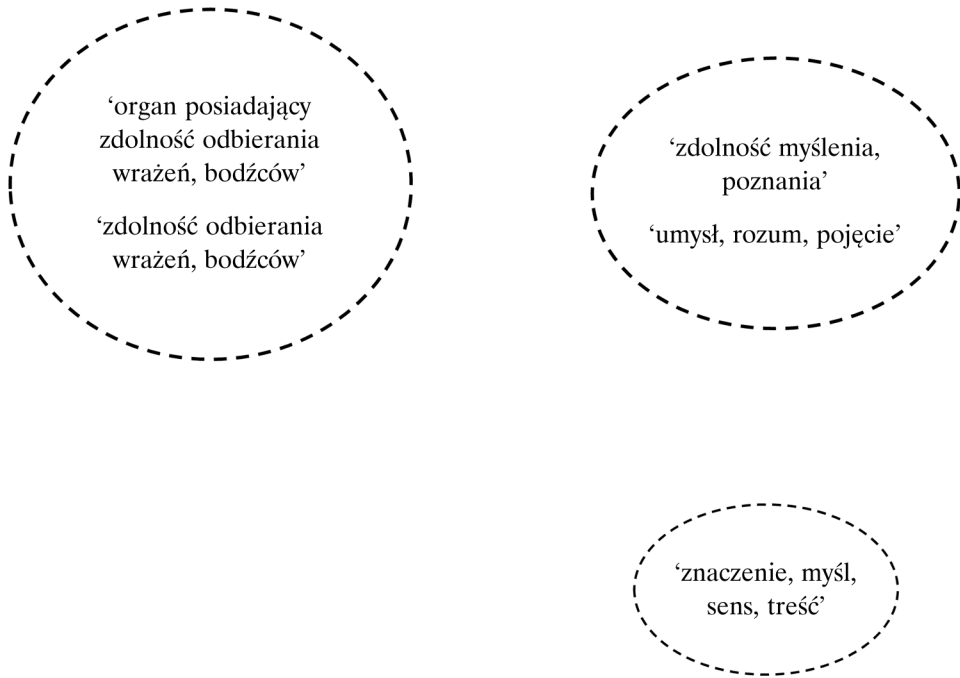 ‘organ posiadający
zdolność odbierania
wrażeń, bodźców’
‘zdolność odbierania
wrażeń, bodźców’
‘zdolność myślenia,
poznania’
‘umysł, rozum, pojęcie’
‘znaczenie, myśl,
sens, treść’